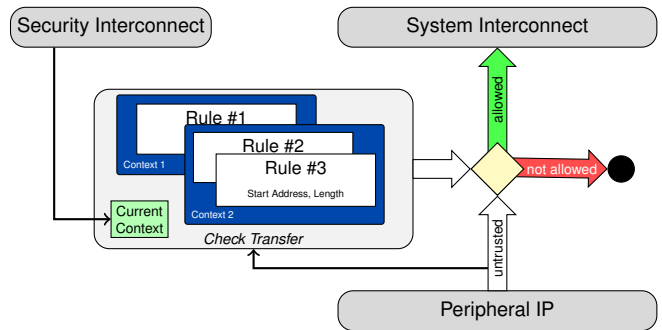 Security Interconnect
System Interconnect
Rule #1
Context 1
Rule #2
Rule #3
Start Address, Length
Context 2
Current
Context
Check Transfer
allowed
not allowed
untrusted
Peripheral IP